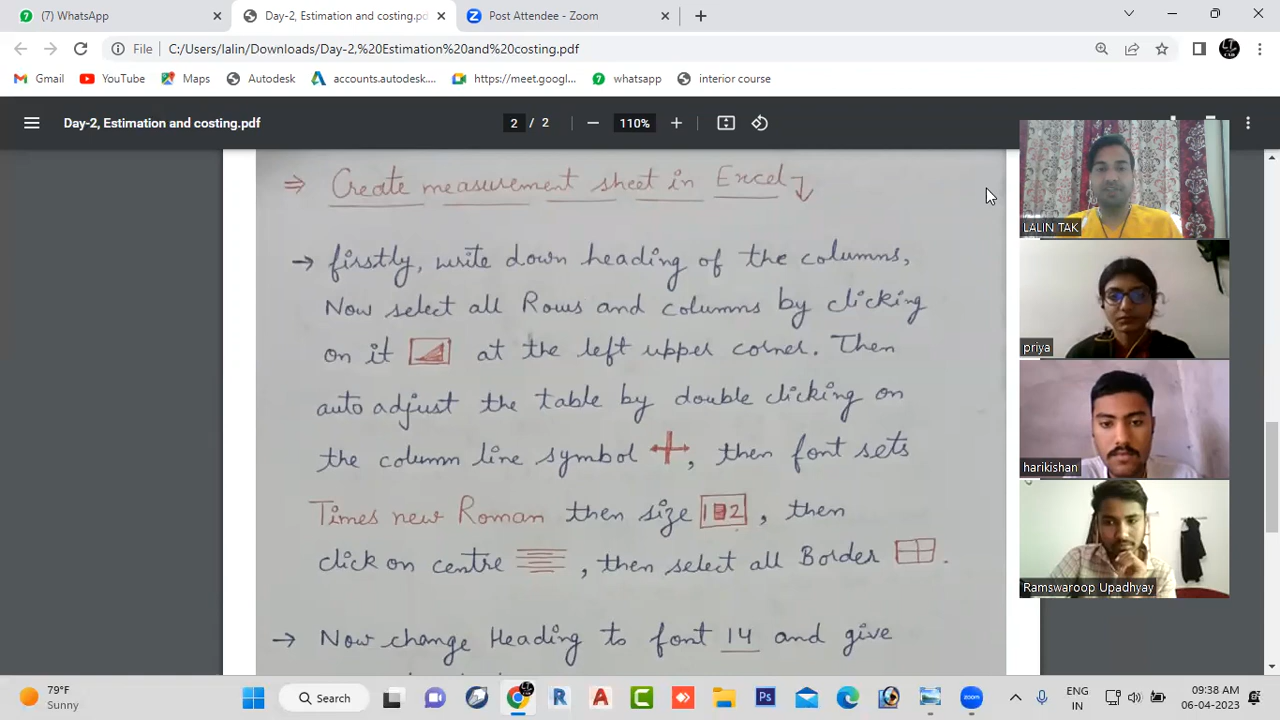 (7) WhatsApp
Day-2, Estimation and costing.p
Post Attendee - Zoom
File
C:/Users/lalin/Downloads/Day-2,%20Estimation%20and%20costing.pdf
Gmail
YouTube
Maps
Autodesk
accounts.autodesk....
https://meet.googl...
whatsapp
interior course
Day-2, Estimation and costing.pdf
2 / 2
110%
⇒ Create measurement sheet in Excel
→ firstly, write down heading of the columns,
Now select all Rows and columns by clicking
on it at the left upper corner. Then
auto adjust the table by double clicking on
the column line symbol , then font sets
Times new Roman then size , then
click on centre , then select all Border .
→ Now change Heading to font 14 and give
LALIN TAK
priya
harikishan
Ramswaroop Upadhyay
79°F
Sunny
Search
ENG
IN
09:38 AM
06-04-2023